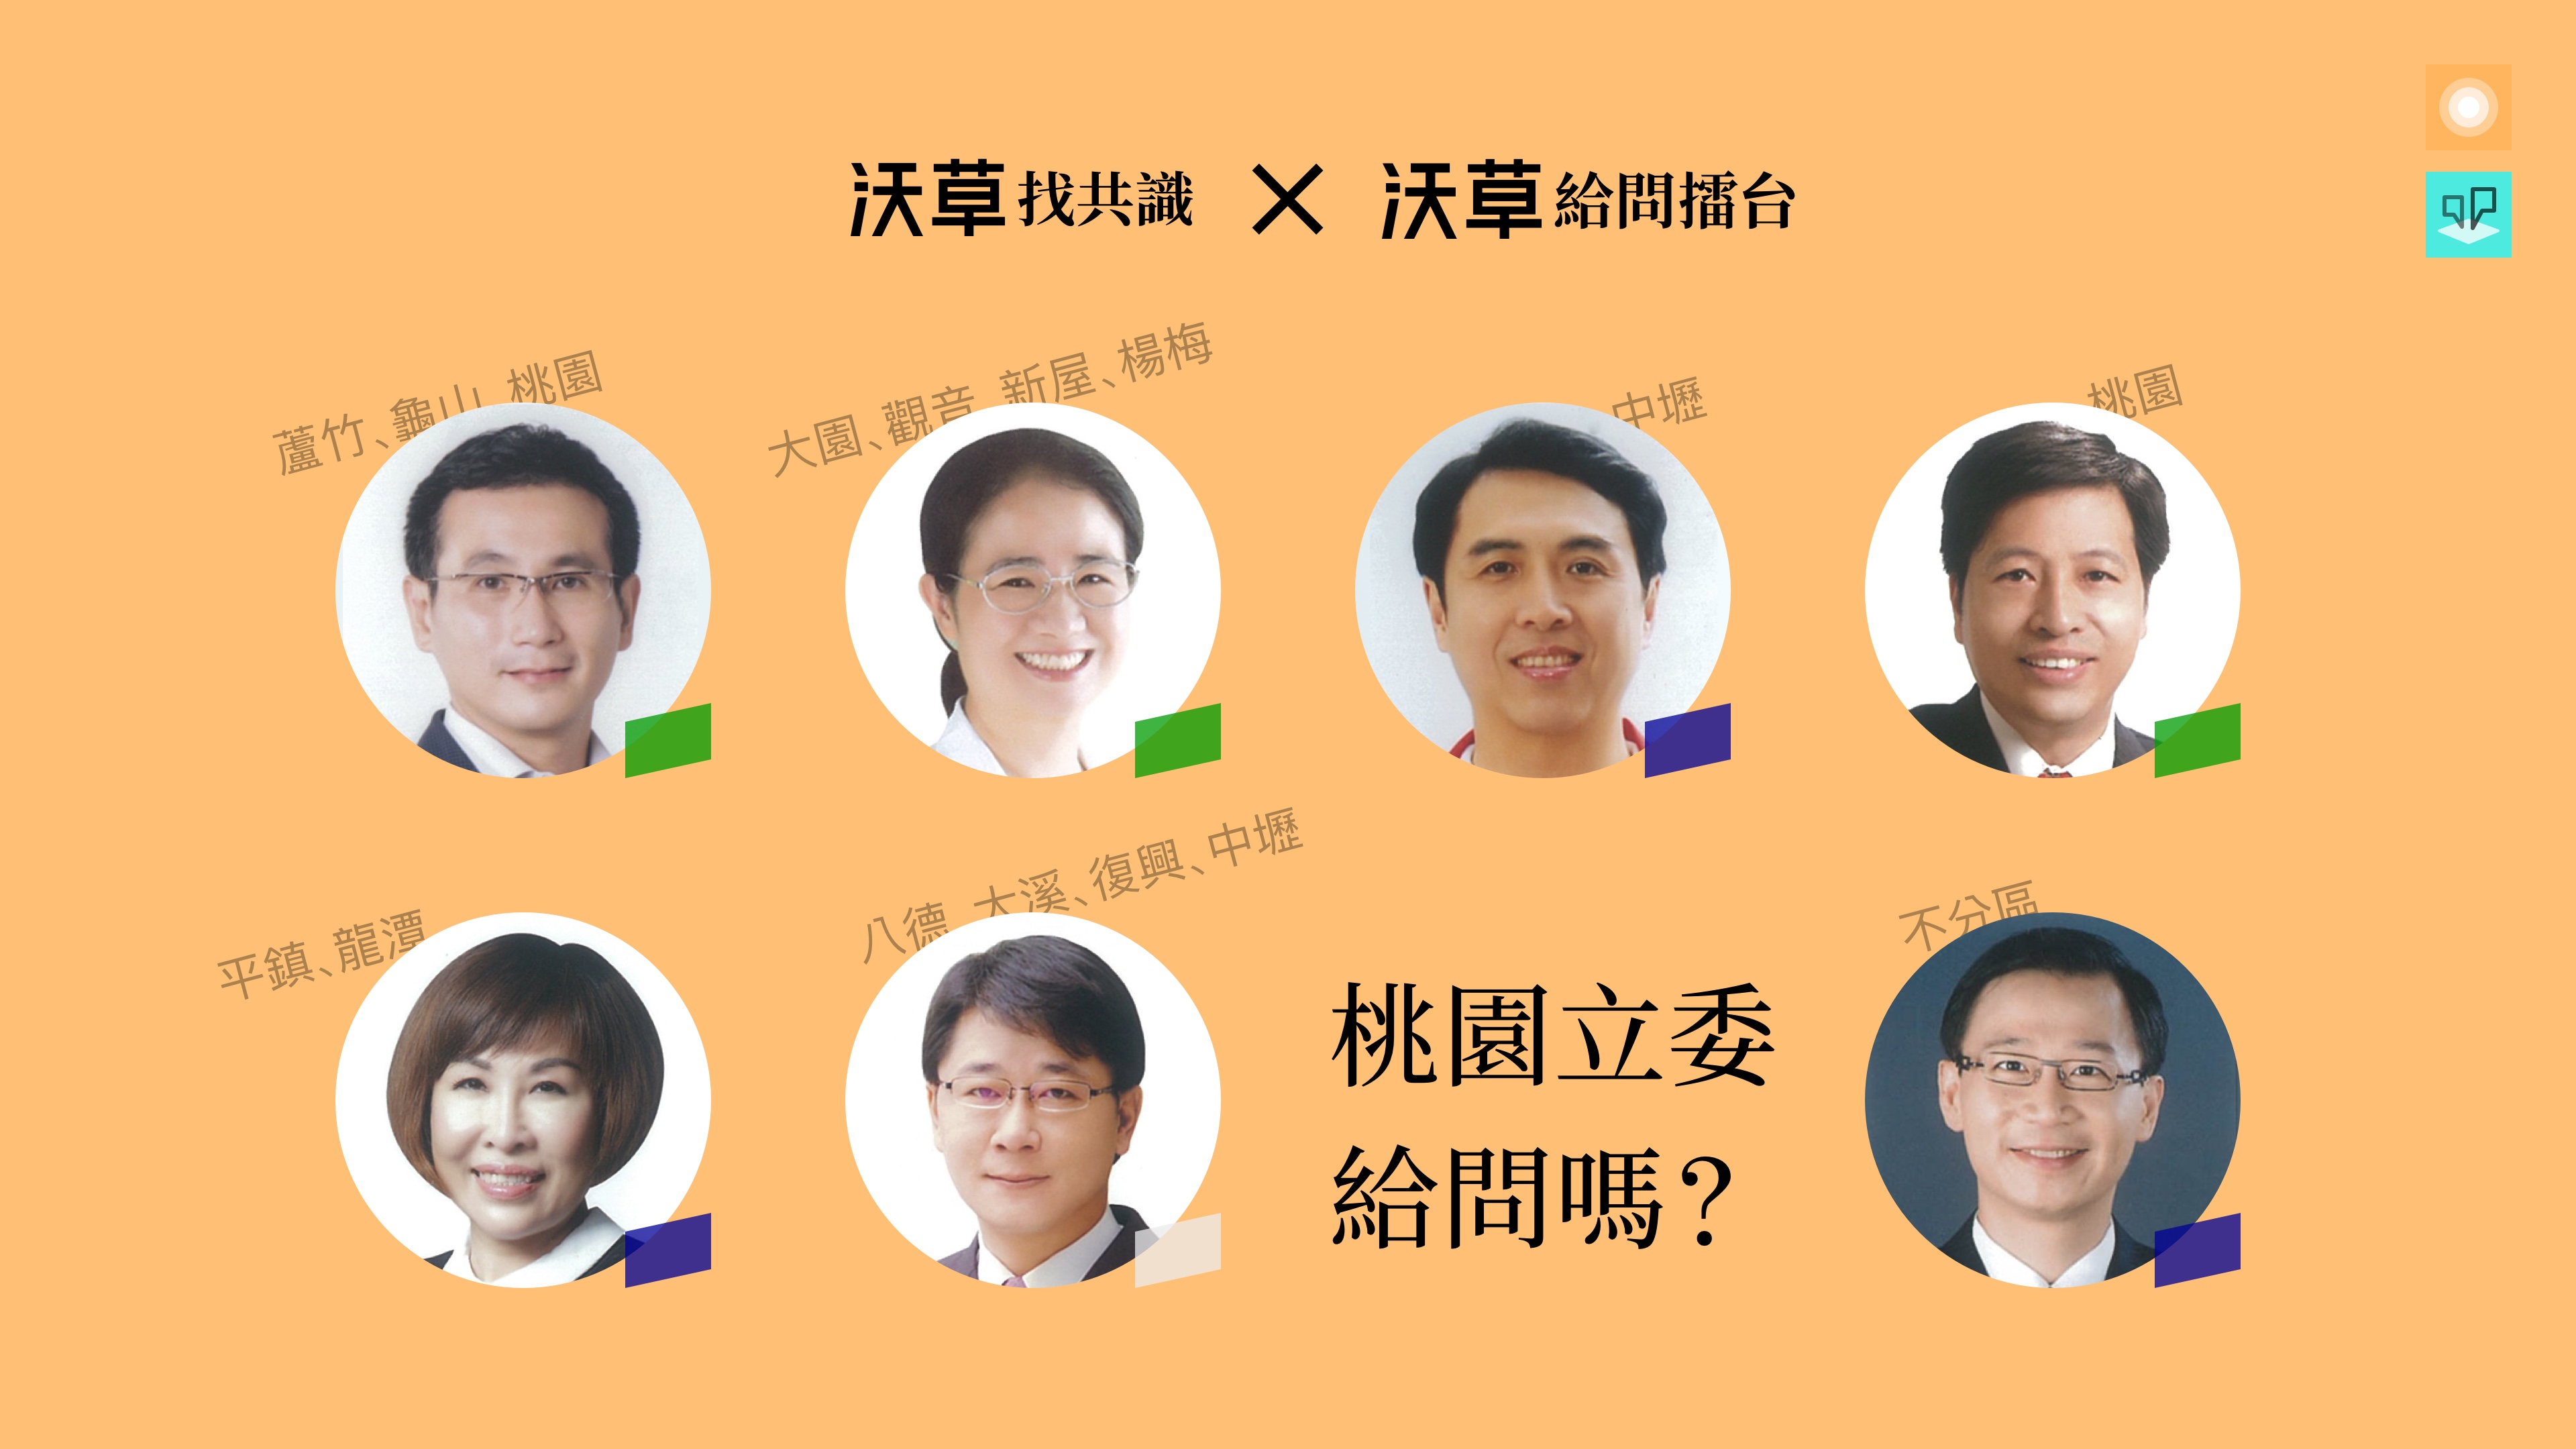 沃草找共識 × 沃草給問擂台
蘆竹、龜山、桃園
大園、觀音、新屋、楊梅
中壢
桃園
平鎮、龍潭
八德、大溪、復興、中壢
不分區
桃園立委
給問嗎？